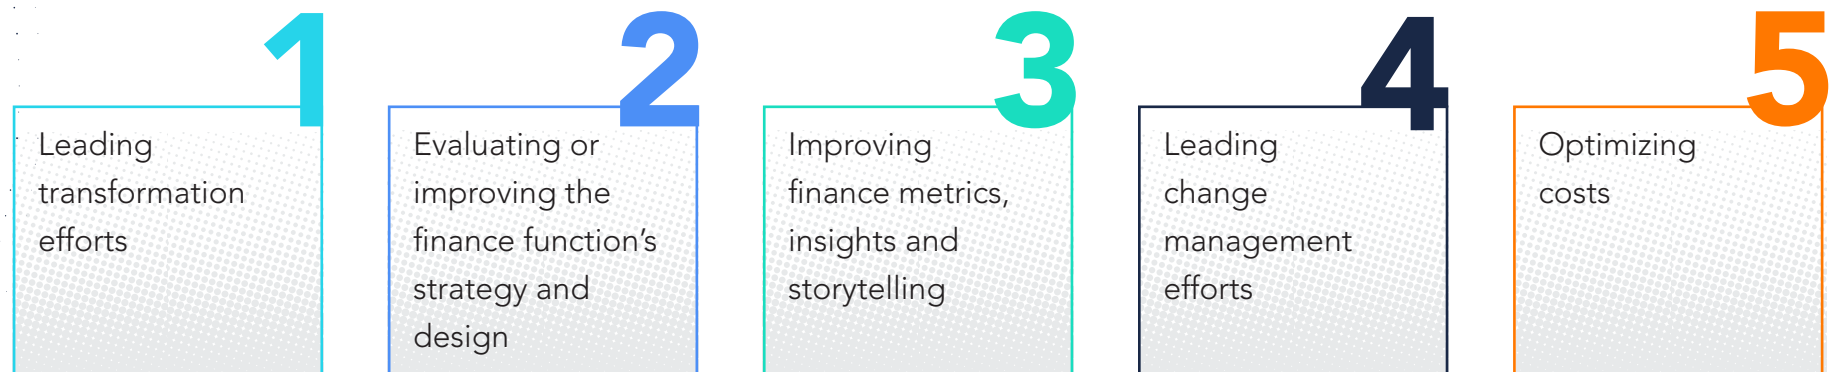 1
Leading
transformation
efforts
2
Evaluating or
improving the
finance function’s
strategy and
design
3
Improving
finance metrics,
insights and
storytelling
4
Leading
change
management
efforts
5
Optimizing
costs